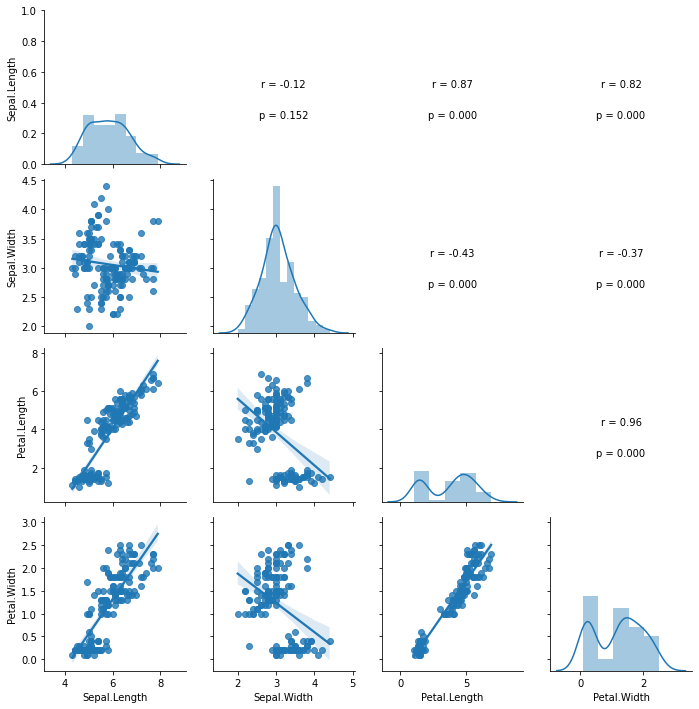 1.0
0.8
0.6
0.4
0.2
0.0
Sepal.Length
r = -0.12
p = 0.152
r = 0.87
p = 0.000
r = 0.82
p = 0.000
4.5
4.0
3.5
3.0
2.5
2.0
Sepal.Width
r = -0.43
p = 0.000
r = -0.37
p = 0.000
8
6
4
2
Petal.Length
r = 0.96
p = 0.000
3.0
2.5
2.0
1.5
1.0
0.5
0.0
Petal.Width
4 6 8
Sepal.Length
2 3 4 5
Sepal.Width
0 5
Petal.Length
0 2
Petal.Width